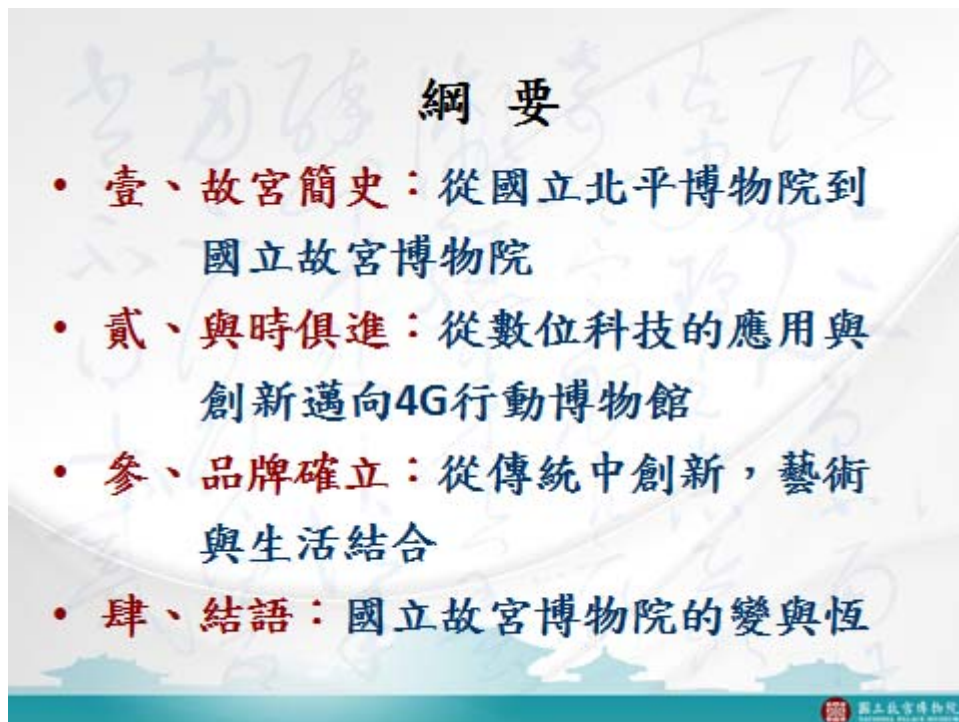 綱 要
• 壹、故宮簡史：從國立北平博物院到
國立故宮博物院
• 貳、與時俱進：從數位科技的應用與
創新邁向4G行動博物館
• 參、品牌確立：從傳統中創新，藝術
與生活結合
• 肆、結語：國立故宮博物院的變與恆
國立故宮博物院